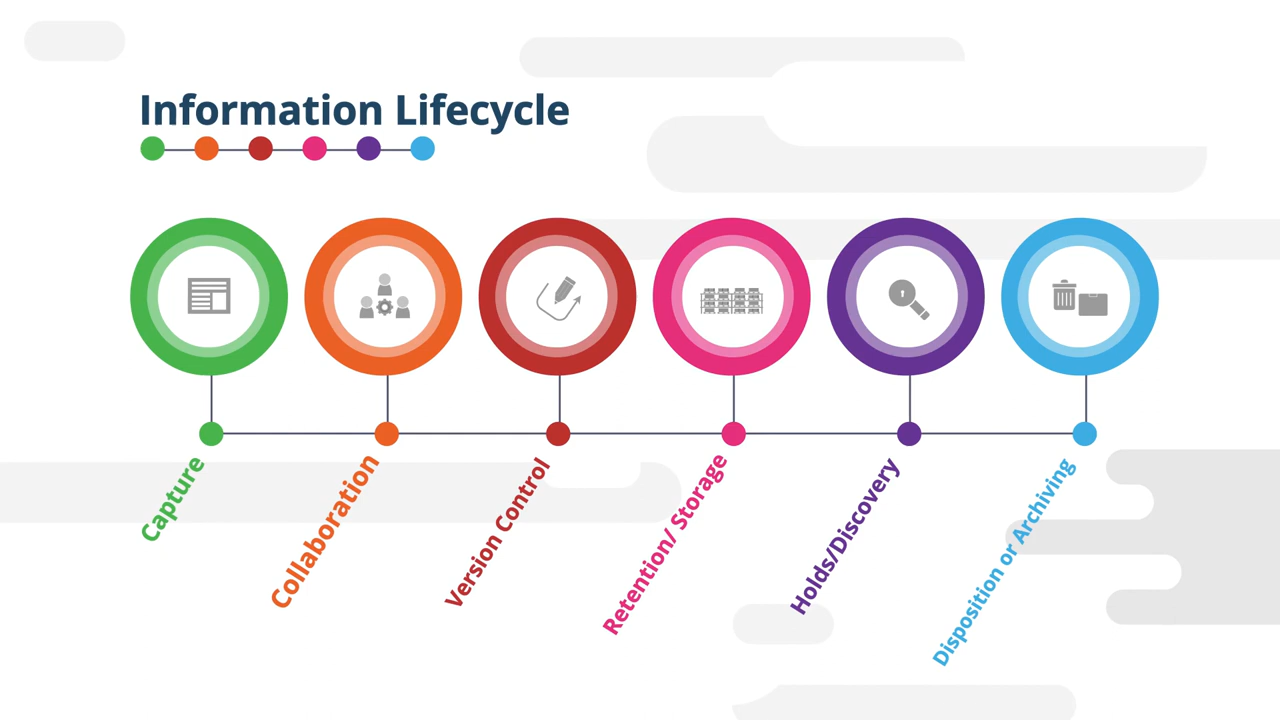 Information Lifecycle
Capture
Collaboration
Version Control
Retention/ Storage
Holds/Discovery
Disposition or Archiving